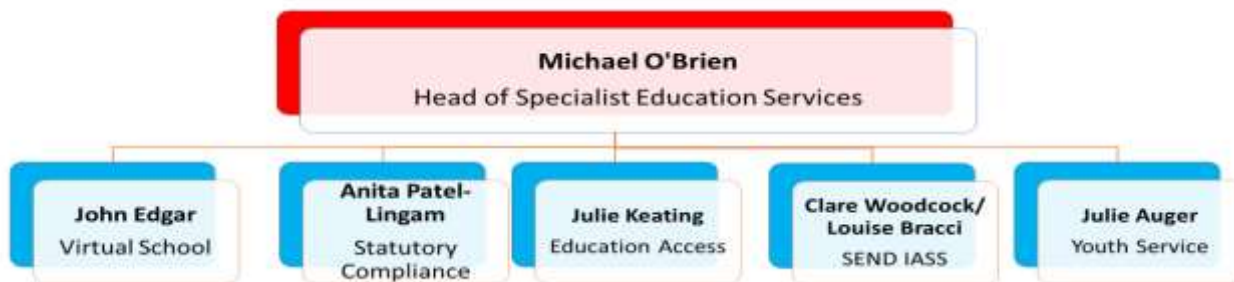 Michael O'Brien
Head of Specialist Education Services
John Edgar
Virtual School
Anita Patel-
Lingam
Statutory
Compliance
Julie Keating
Education Access
Clare Woodcock/
Louise Bracci
SEND IASS
Julie Auger
Youth Service